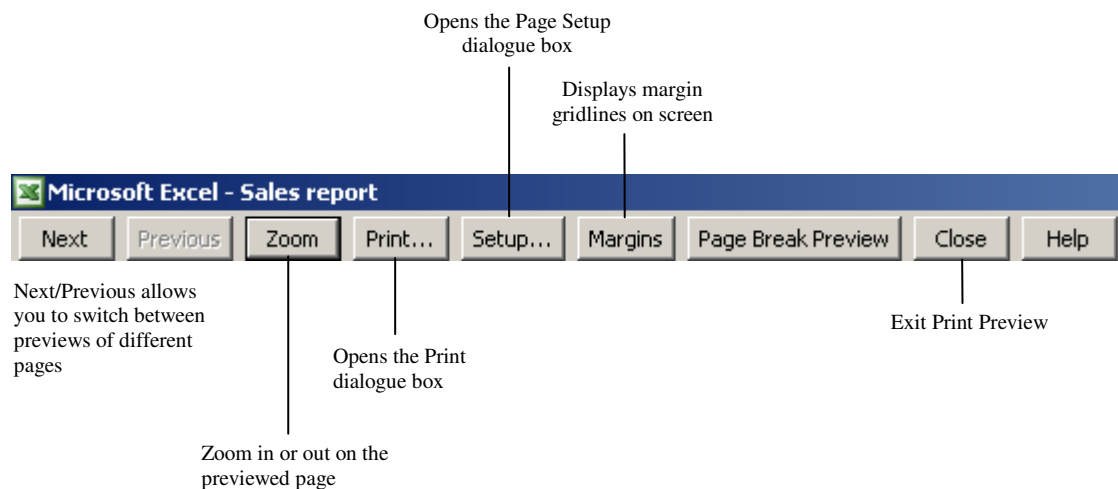 Opens the Page Setup
dialogue box
Displays margin
gridlines on screen
Microsoft Excel - Sales report
Next Previous Zoom Print... Setup... Margins Page Break Preview Close Help
Next/Previous allows
you to switch between
previews of different
pages
Exit Print Preview
Opens the Print
dialogue box
Zoom in or out on the
previewed page